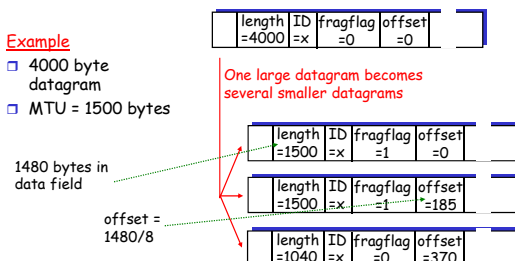 length ID fragflag offset
=4000 =x =0 =0
Example
4000 byte
datagram
MTU = 1500 bytes
One large datagram becomes
several smaller datagrams
length ID fragflag offset
=1500 =x =1 =0
1480 bytes in
data field
length ID fragflag offset
=1500 =x =1 =185
offset =
1480/8
length ID fragflag offset
=1040 =x =0 =370